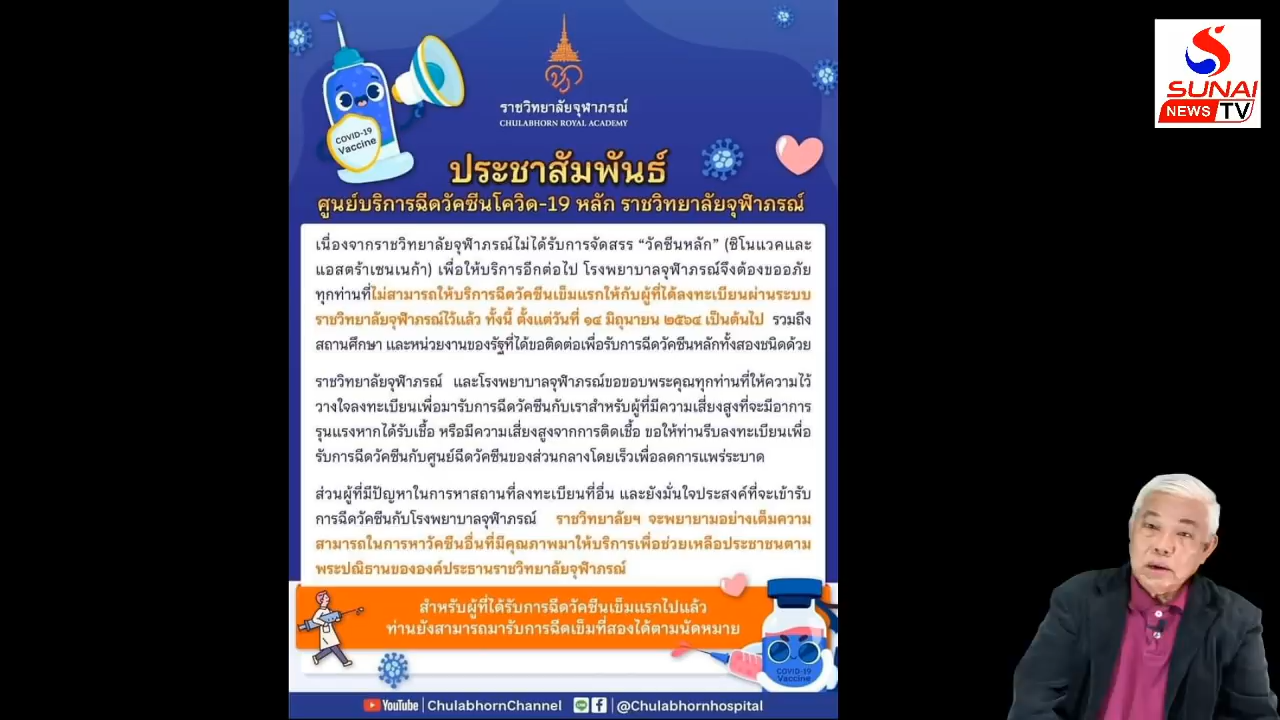 SUNAI
NEWS TV
COVID-19
Vaccine
ราชวิทยาลัยจุฬาภรณ์
CHULABHORN ROYAL ACADEMY
ประชาสัมพันธ์
ศูนย์บริการฉีดวัคซีนโควิด-19 หลัก ราชวิทยาลัยจุฬาภรณ์
เนื่องจากราชวิทยาลัยจุฬาภรณ์ไม่ได้รับการจัดสรร “วัคซีนหลัก” (ซิโนแวคและ
แอสตร้าเซนเนก้า) เพื่อให้บริการอีกต่อไป โรงพยาบาลจุฬาภรณ์จึงต้องขออภัย
ทุกท่านที่ไม่สามารถให้บริการฉีดวัคซีนเข็มแรกให้กับผู้ที่ได้ลงทะเบียนผ่านระบบ
ราชวิทยาลัยจุฬาภรณ์ไว้แล้ว ทั้งนี้ ตั้งแต่วันที่ ๑๔ มิถุนายน ๒๕๖๔ เป็นต้นไป รวมถึง
สถานศึกษา และหน่วยงานของรัฐที่ได้ขอติดต่อเพื่อรับการฉีดวัคซีนหลักทั้งสองชนิดด้วย
ราชวิทยาลัยจุฬาภรณ์ และโรงพยาบาลจุฬาภรณ์ขอขอบพระคุณทุกท่านที่ให้ความไว้
วางใจลงทะเบียนเพื่อมารับการฉีดวัคซีนกับเราสำหรับผู้ที่มีความเสี่ยงสูงที่จะมีอาการ
รุนแรงหากได้รับเชื้อ หรือมีความเสี่ยงสูงจากการติดเชื้อ ขอให้ท่านรีบลงทะเบียนเพื่อ
รับการฉีดวัคซีนกับศูนย์ฉีดวัคซีนของส่วนกลางโดยเร็วเพื่อลดการแพร่ระบาด
ส่วนผู้ที่มีปัญหาในการหาสถานที่ลงทะเบียนที่อื่น และยังมั่นใจประสงค์ที่จะเข้ารับ
การฉีดวัคซีนกับโรงพยาบาลจุฬาภรณ์ ราชวิทยาลัยฯ จะพยายามอย่างเต็มความ
สามารถในการหาวัคซีนอื่นที่มีคุณภาพมาให้บริการเพื่อช่วยเหลือประชาชนตาม
พระปณิธานขององค์ประธานราชวิทยาลัยจุฬาภรณ์
สำหรับผู้ที่ได้รับการฉีดวัคซีนเข็มแรกไปแล้ว
ท่านยังสามารถมารับการฉีดเข็มที่สองได้ตามนัดหมาย
COVID-19
Vaccine
YouTube | ChulabhornChannel LINE f | @Chulabhornhospital